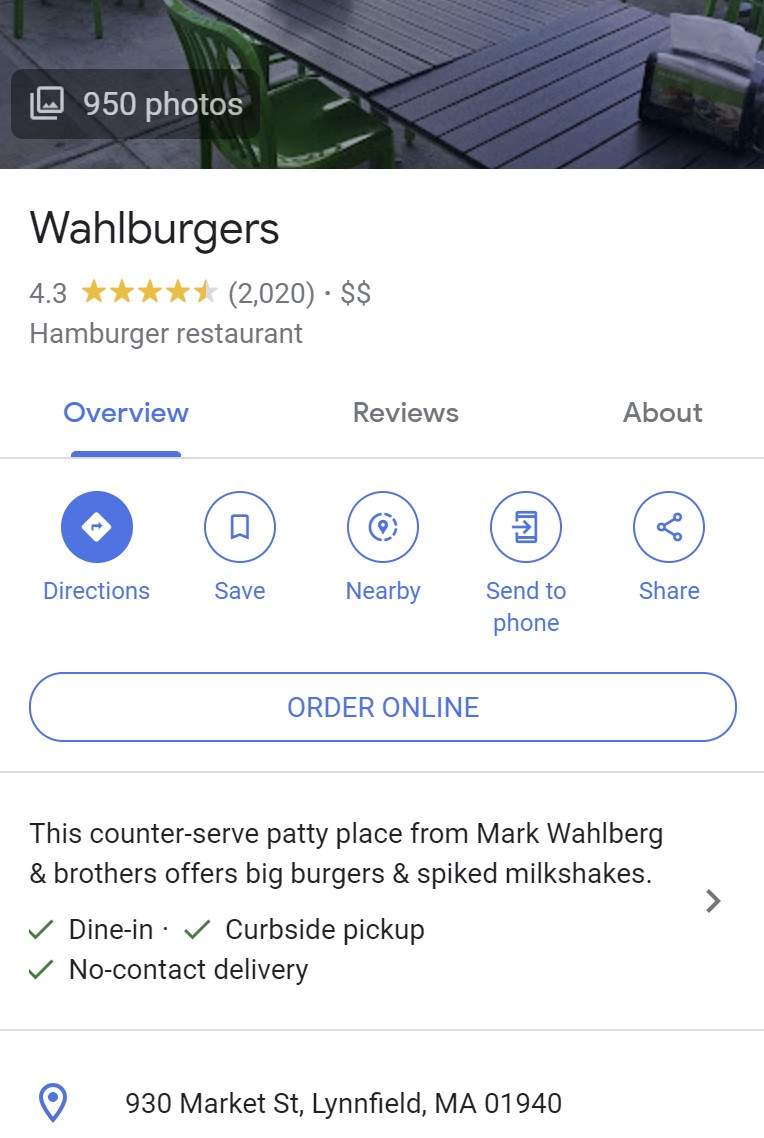 950 photos
Wahlburgers
4.3 (2,020) · $$
Hamburger restaurant
Overview Reviews About
Directions Save Nearby Send to phone Share
ORDER ONLINE
This counter-serve patty place from Mark Wahlberg
& brothers offers big burgers & spiked milkshakes.
Dine-in · Curbside pickup
No-contact delivery
930 Market St, Lynnfield, MA 01940